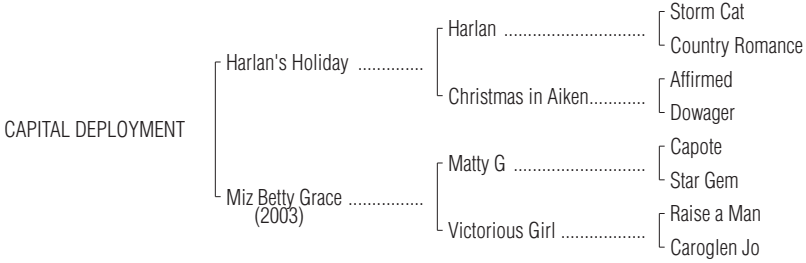 Storm Cat
Harlan ..............................
Country Romance
Harlan's Holiday ..............
Affirmed
Christmas in Aiken............
Dowager
CAPITAL DEPLOYMENT
Capote
Matty G ............................
Star Gem
Miz Betty Grace ................
(2003)
Raise a Man
Victorious Girl ..................
Caroglen Jo